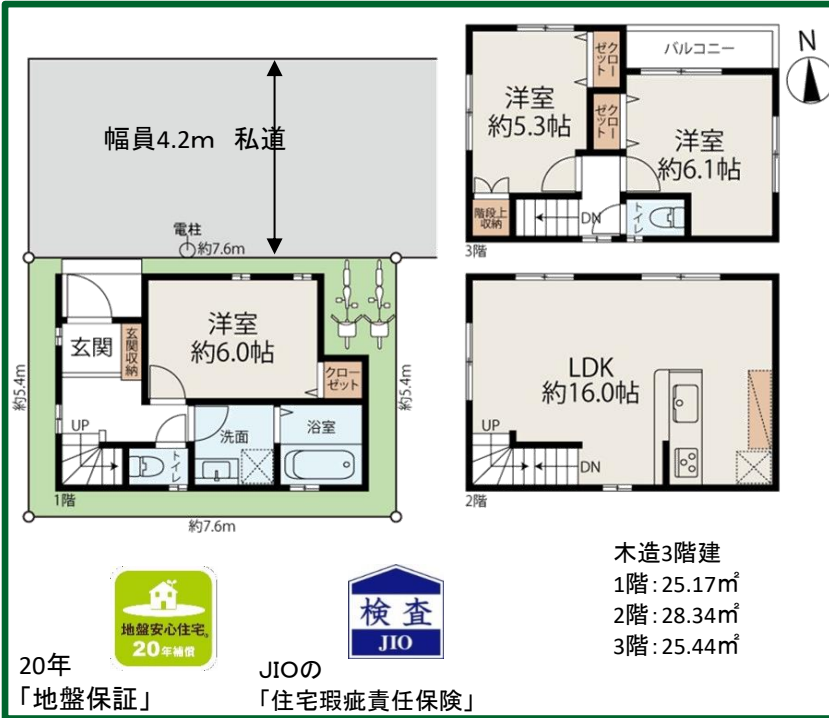 幅員4.2m 私道
電柱
約7.6m
約5.4m
約5.4m
約7.6m
玄関
玄関収納
洋室
約6.0帖
クローゼット
UP
トイレ
洗面
浴室
1階
洋室
約5.3帖
クローゼット
クローゼット
バルコニー
N
洋室
約6.1帖
階段上収納
DN
トイレ
3階
LDK
約16.0帖
UP
DN
2階
地盤安心住宅。
20年補償
20年
「地盤保証」
検査
JIO
JIOの
「住宅瑕疵責任保険」
木造3階建
1階:25.17㎡
2階:28.34㎡
3階:25.44㎡